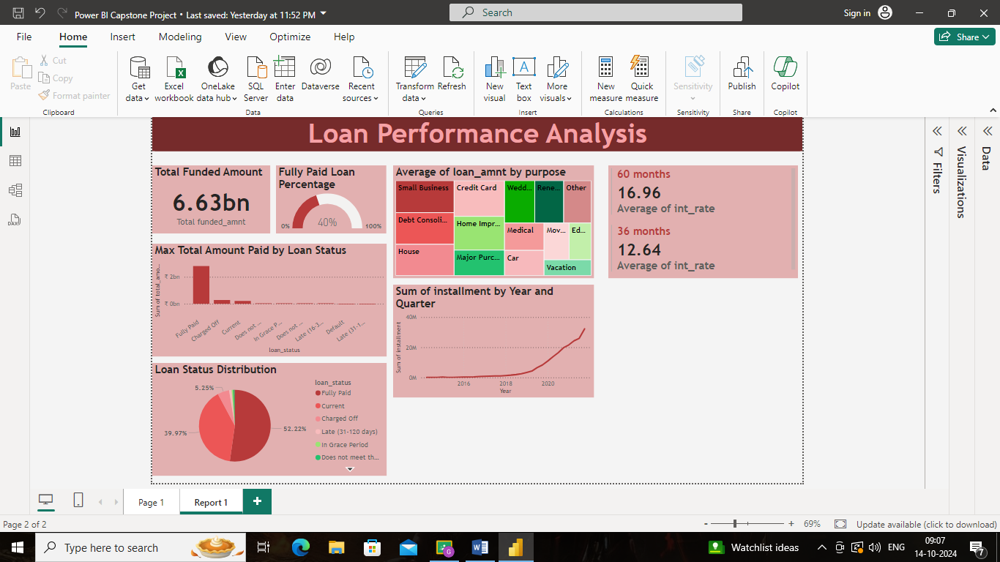 Power BI Capstone Project • Last saved: Yesterday at 11:52 PM
Search
Sign in
File
Home
Insert
Modeling
View
Optimize
Help
Share
Paste
Cut
Copy
Format painter
Clipboard
Get data
Excel workbook
OneLake data hub
SQL Server
Enter data
Dataverse
Recent sources
Data
Transform data
Refresh
Queries
New visual
Text box
More visuals
Insert
New measure
Quick measure
Calculations
Sensitivity
Sensitivity
Publish
Share
Copilot
Copilot
Loan Performance Analysis
Total Funded Amount
6.63bn
Total funded_amnt
Fully Paid Loan
Percentage
0%
40%
100%
Max Total Amount Paid by Loan Status
Sum of total_amo...
₹ 2bn
₹ 0bn
Fully Paid
Charged Off
Current
Does not ...
In Grace P...
Does not ...
Late (16-3...
Default
Late (31-1...
loan_status
Loan Status Distribution
5.25%
39.97%
52.22%
loan_status
Fully Paid
Current
Charged Off
Late (31-120 days)
In Grace Period
Does not meet th...
Average of loan_amnt by purpose
Small Business
Debt Consoli...
House
Credit Card
Home Impr...
Major Purc...
Wedd...
Rene...
Other
Medical
Mov...
Ed...
Car
Vacation
Sum of installment by Year and
Quarter
Sum of installment
40M
20M
0M
2016
2018
2020
Year
60 months
16.96
Average of int_rate
36 months
12.64
Average of int_rate
Filters
Visualizations
Data
DAX
Page 1
Report 1
Page 2 of 2
69%
Update available (click to download)
Type here to search
Watchlist ideas
ENG
09:07
14-10-2024
7